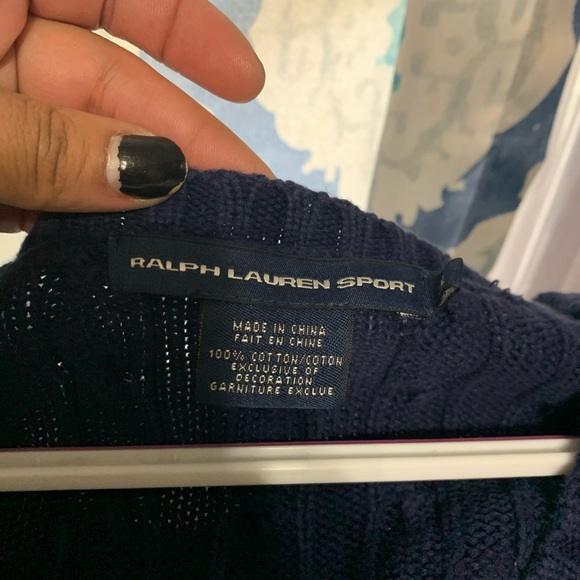 RALPH LAUREN SPORT
MADE IN CHINA
FAIT EN CHINE
100% COTTON/COTON
EXCLUSIVE OF
DECORATION
GARNITURE EXCLUE